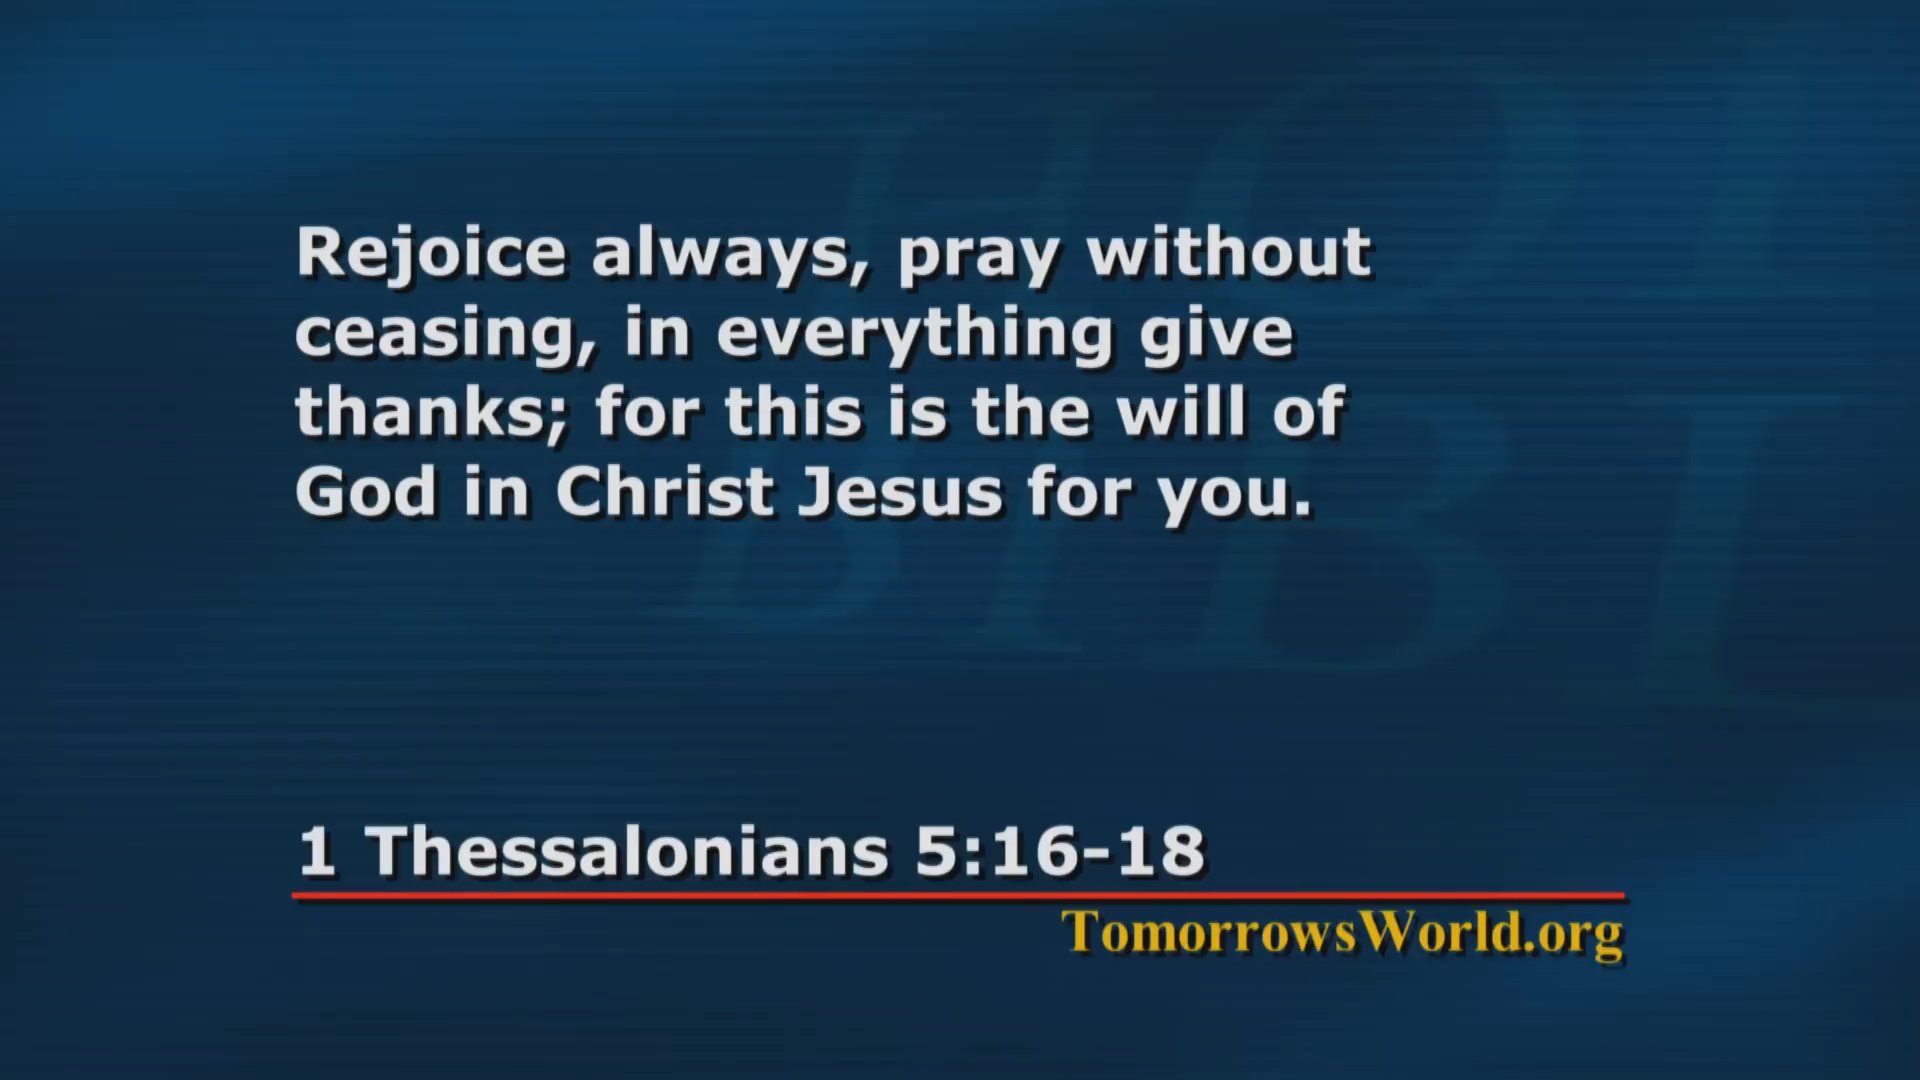 Rejoice always, pray without
ceasing, in everything give
thanks; for this is the will of
God in Christ Jesus for you.
1 Thessalonians 5:16-18
TomorrowsWorld.org